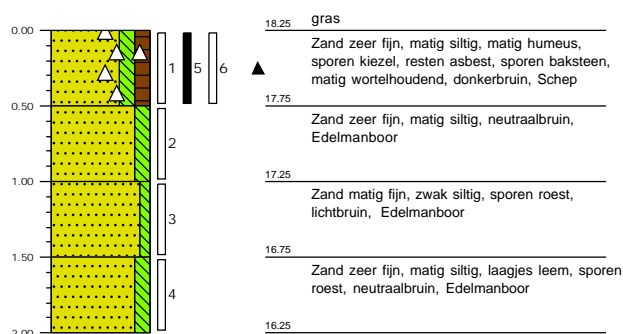 gras
0.00
18.25
Zand zeer fijn, matig siltig, matig humeus,
sporen kiezel, resten asbest, sporen baksteen,
matig wortelhoudend, donkerbruin, Schep
1 5 6
0.50
17.75
Zand zeer fijn, matig siltig, neutraalbruin,
Edelmanboor
2
1.00
17.25
Zand matig fijn, zwak siltig, sporen roest,
lichtbruin, Edelmanboor
3
1.50
16.75
Zand zeer fijn, matig siltig, laagjes leem, sporen
roest, neutraalbruin, Edelmanboor
4
2.00
16.25